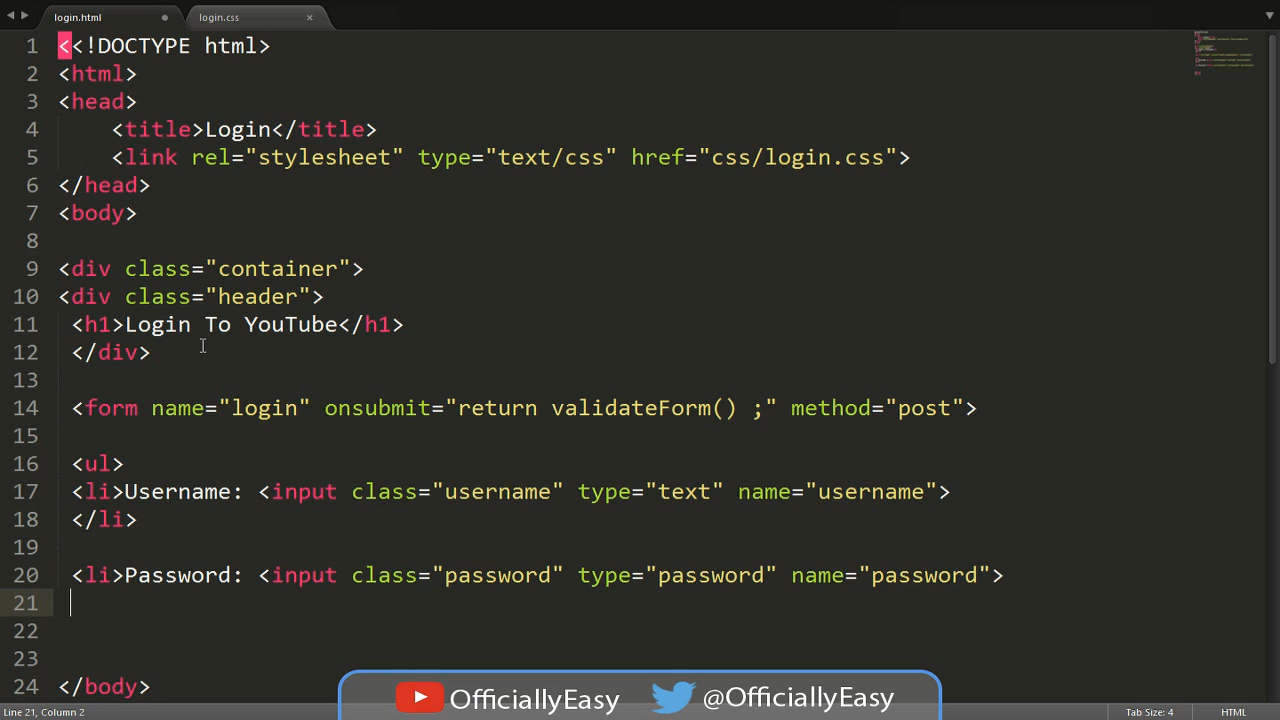 login.html login.css ×
1 <<!DOCTYPE html>
2 <html>
3 <head>
4 <title>Login</title>
5 <link rel="stylesheet" type="text/css" href="css/login.css">
6 </head>
7 <body>
8
9 <div class="container">
10 <div class="header">
11 <h1>Login To YouTube</h1>
12 </div>
13
14 <form name="login" onsubmit="return validateForm() ;" method="post">
15
16 <ul>
17 <li>Username: <input class="username" type="text" name="username">
18 </li>
19
20 <li>Password: <input class="password" type="password" name="password">
21
22
23
24 </body>
OfficiallyEasy @OfficiallyEasy
Line 21, Column 2 Tab Size: 4 HTML